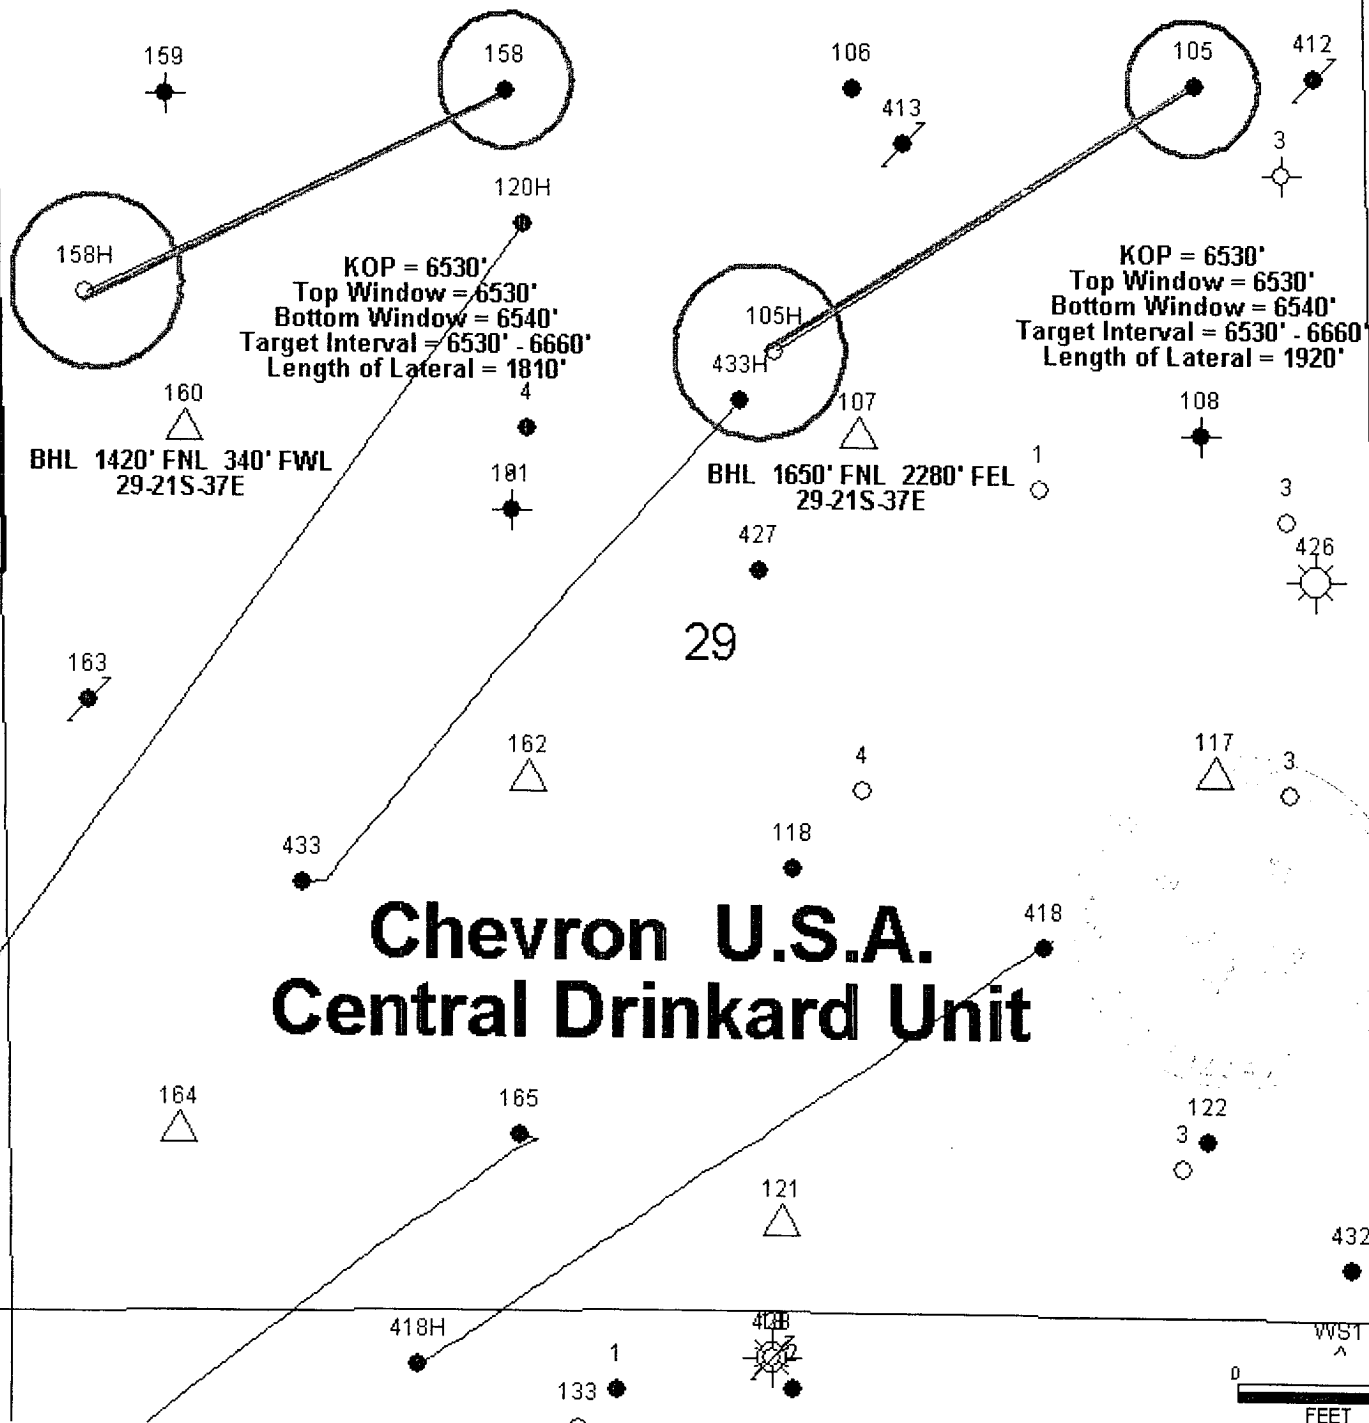 159
158
106
105
412
413
3
120H
158H
KOP = 6530'
Top Window = 6530'
Bottom Window = 6540'
Target Interval = 6530' - 6660'
Length of Lateral = 1810'
KOP = 6530'
Top Window = 6530'
Bottom Window = 6540'
Target Interval = 6530' - 6660'
Length of Lateral = 1920'
105H
433H
160
4
107
108
BHL 1420' FNL 340' FWL
29-21S-37E
BHL 1650' FNL 2280' FEL
29-21S-37E
181
1
3
427
426
29
163
162
4
117
3
433
118
418
Chevron U.S.A.
Central Drinkard Unit
164
165
122
3
121
432
418H
1
2
133
WS1
0
FEET